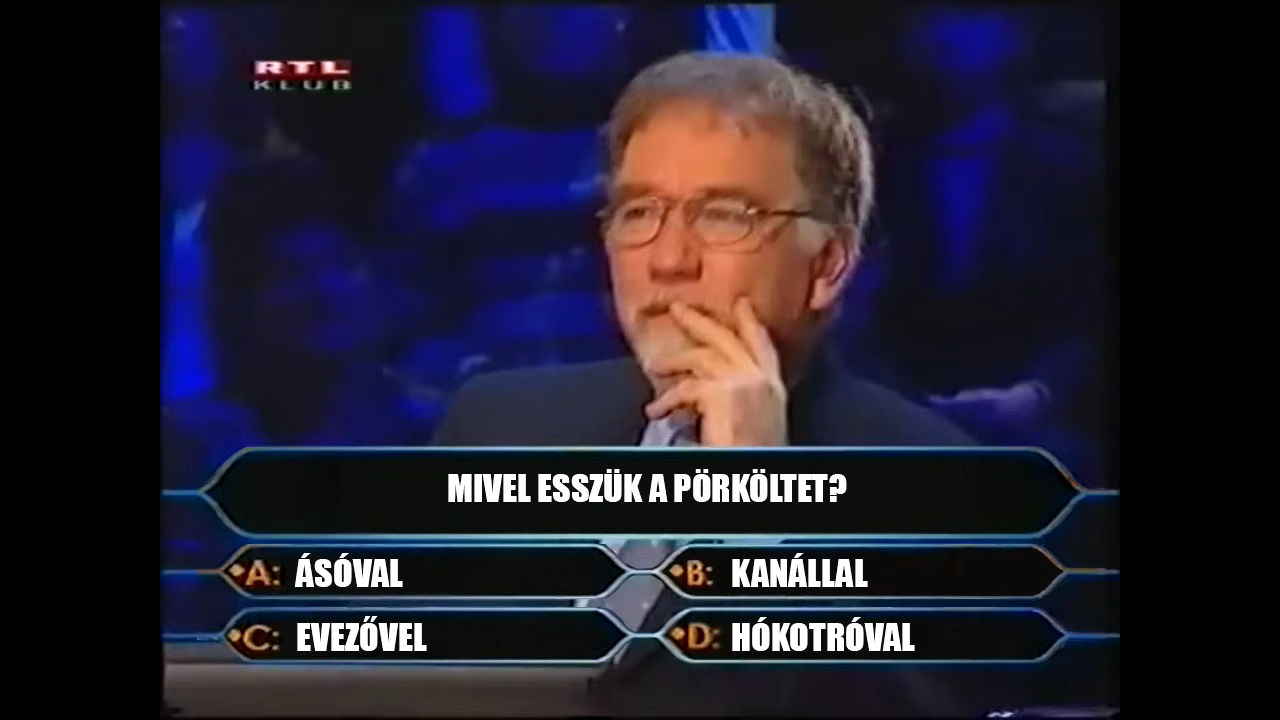 RTL
KLUB
MIVEL ESSZÜK A PÖRKÖLTET?
A: ÁSÓVAL
B: KANÁLLAL
C: EVEZŐVEL
D: HÓKOTRÓVAL